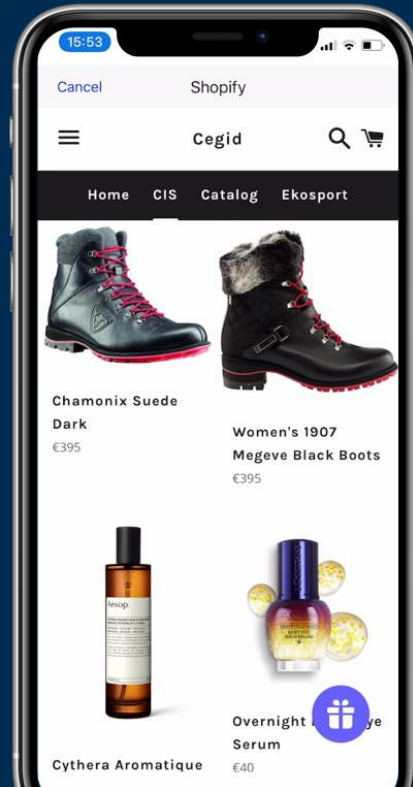 15:53
Cancel
Shopify
Cegid
Home CIS Catalog Ekosport
Chamonix Suede
Dark
€395
Women's 1907
Megeve Black Boots
€395
Aēsop.
Overnight
Serum
€40
Cythera Aromatique